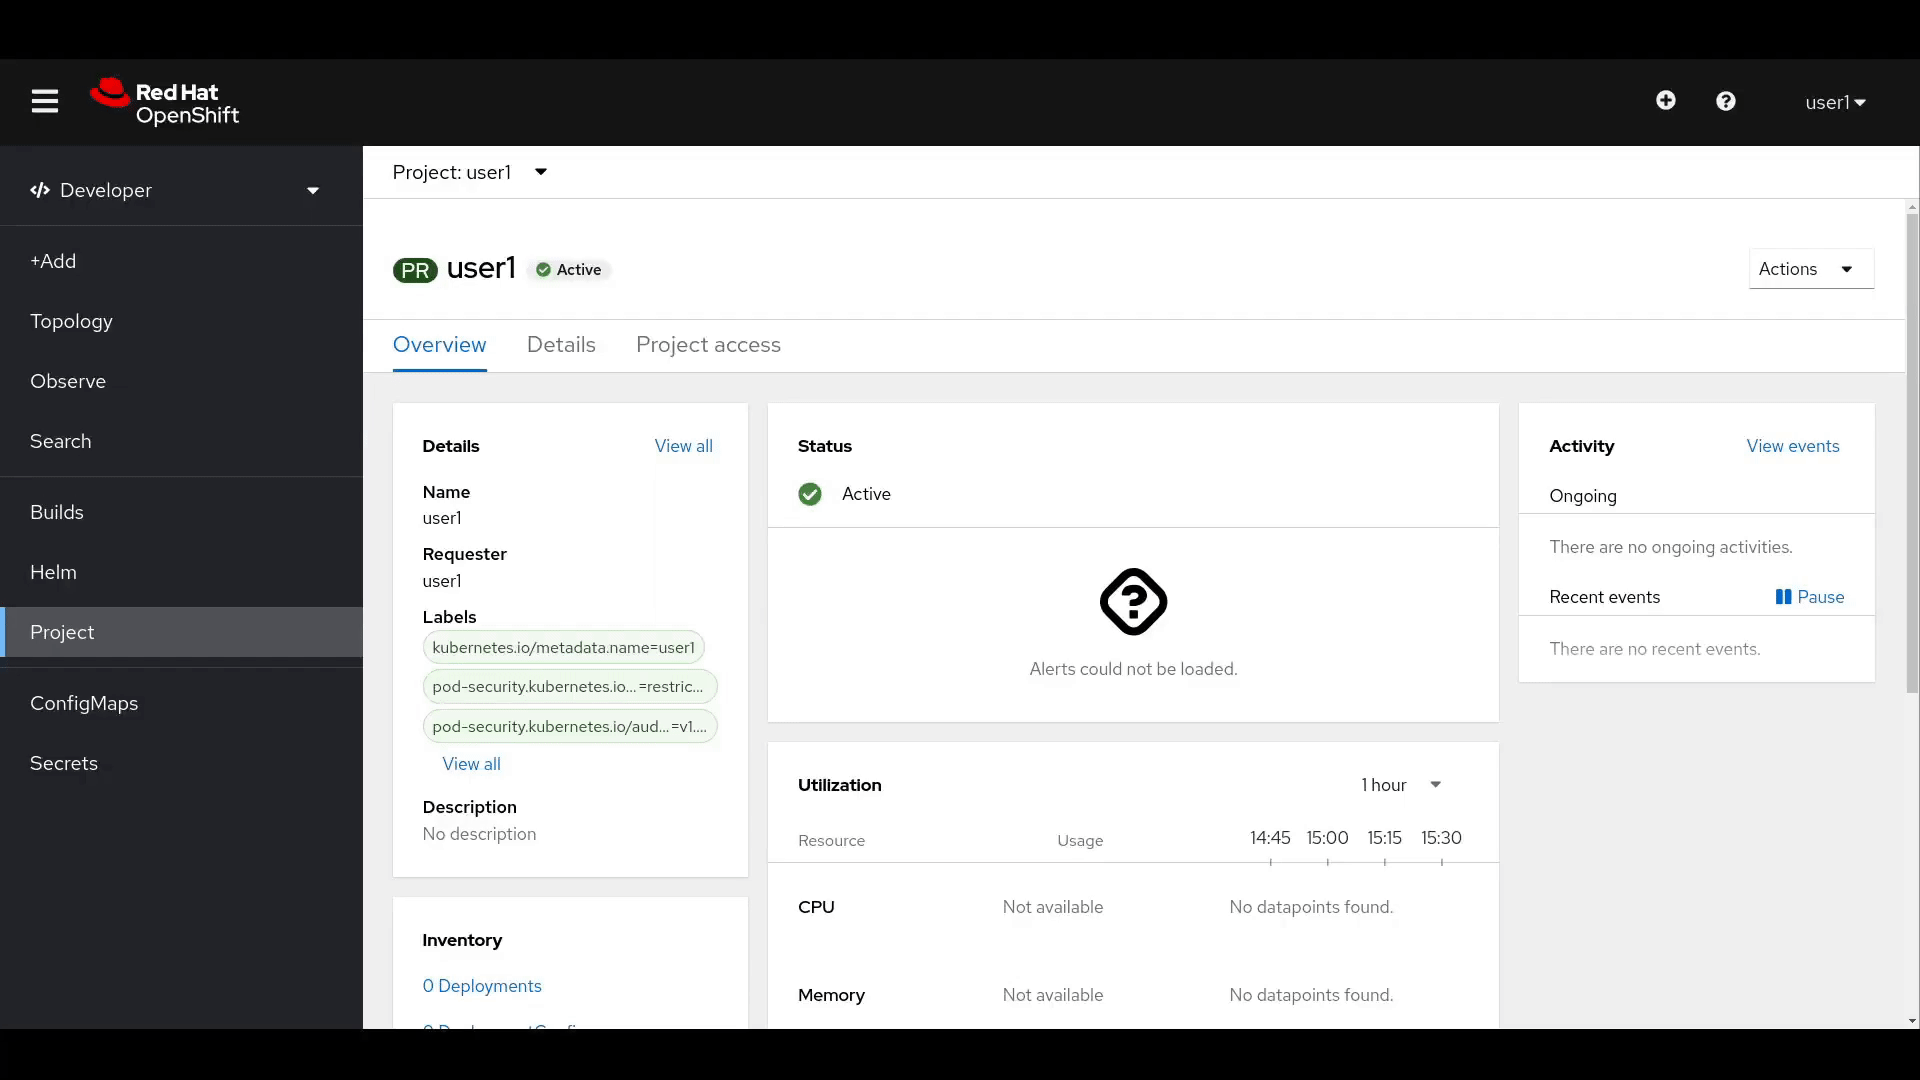 Red Hat
OpenShift
user1
Developer
Project: user1
+Add
Topology
Observe
Search
Builds
Helm
Project
ConfigMaps
Secrets
PR user1 Active
Actions
Overview Details Project access
Details View all
Name
user1
Requester
user1
Labels
kubernetes.io/metadata.name=user1
pod-security.kubernetes.io...=restric...
pod-security.kubernetes.io/aud...=v1....
View all
Description
No description
Inventory
0 Deployments
Status
Active
?
Alerts could not be loaded.
Utilization 1 hour
Resource Usage 14:45 15:00 15:15 15:30
CPU Not available No datapoints found.
Memory Not available No datapoints found.
Activity View events
Ongoing
There are no ongoing activities.
Recent events Pause
There are no recent events.